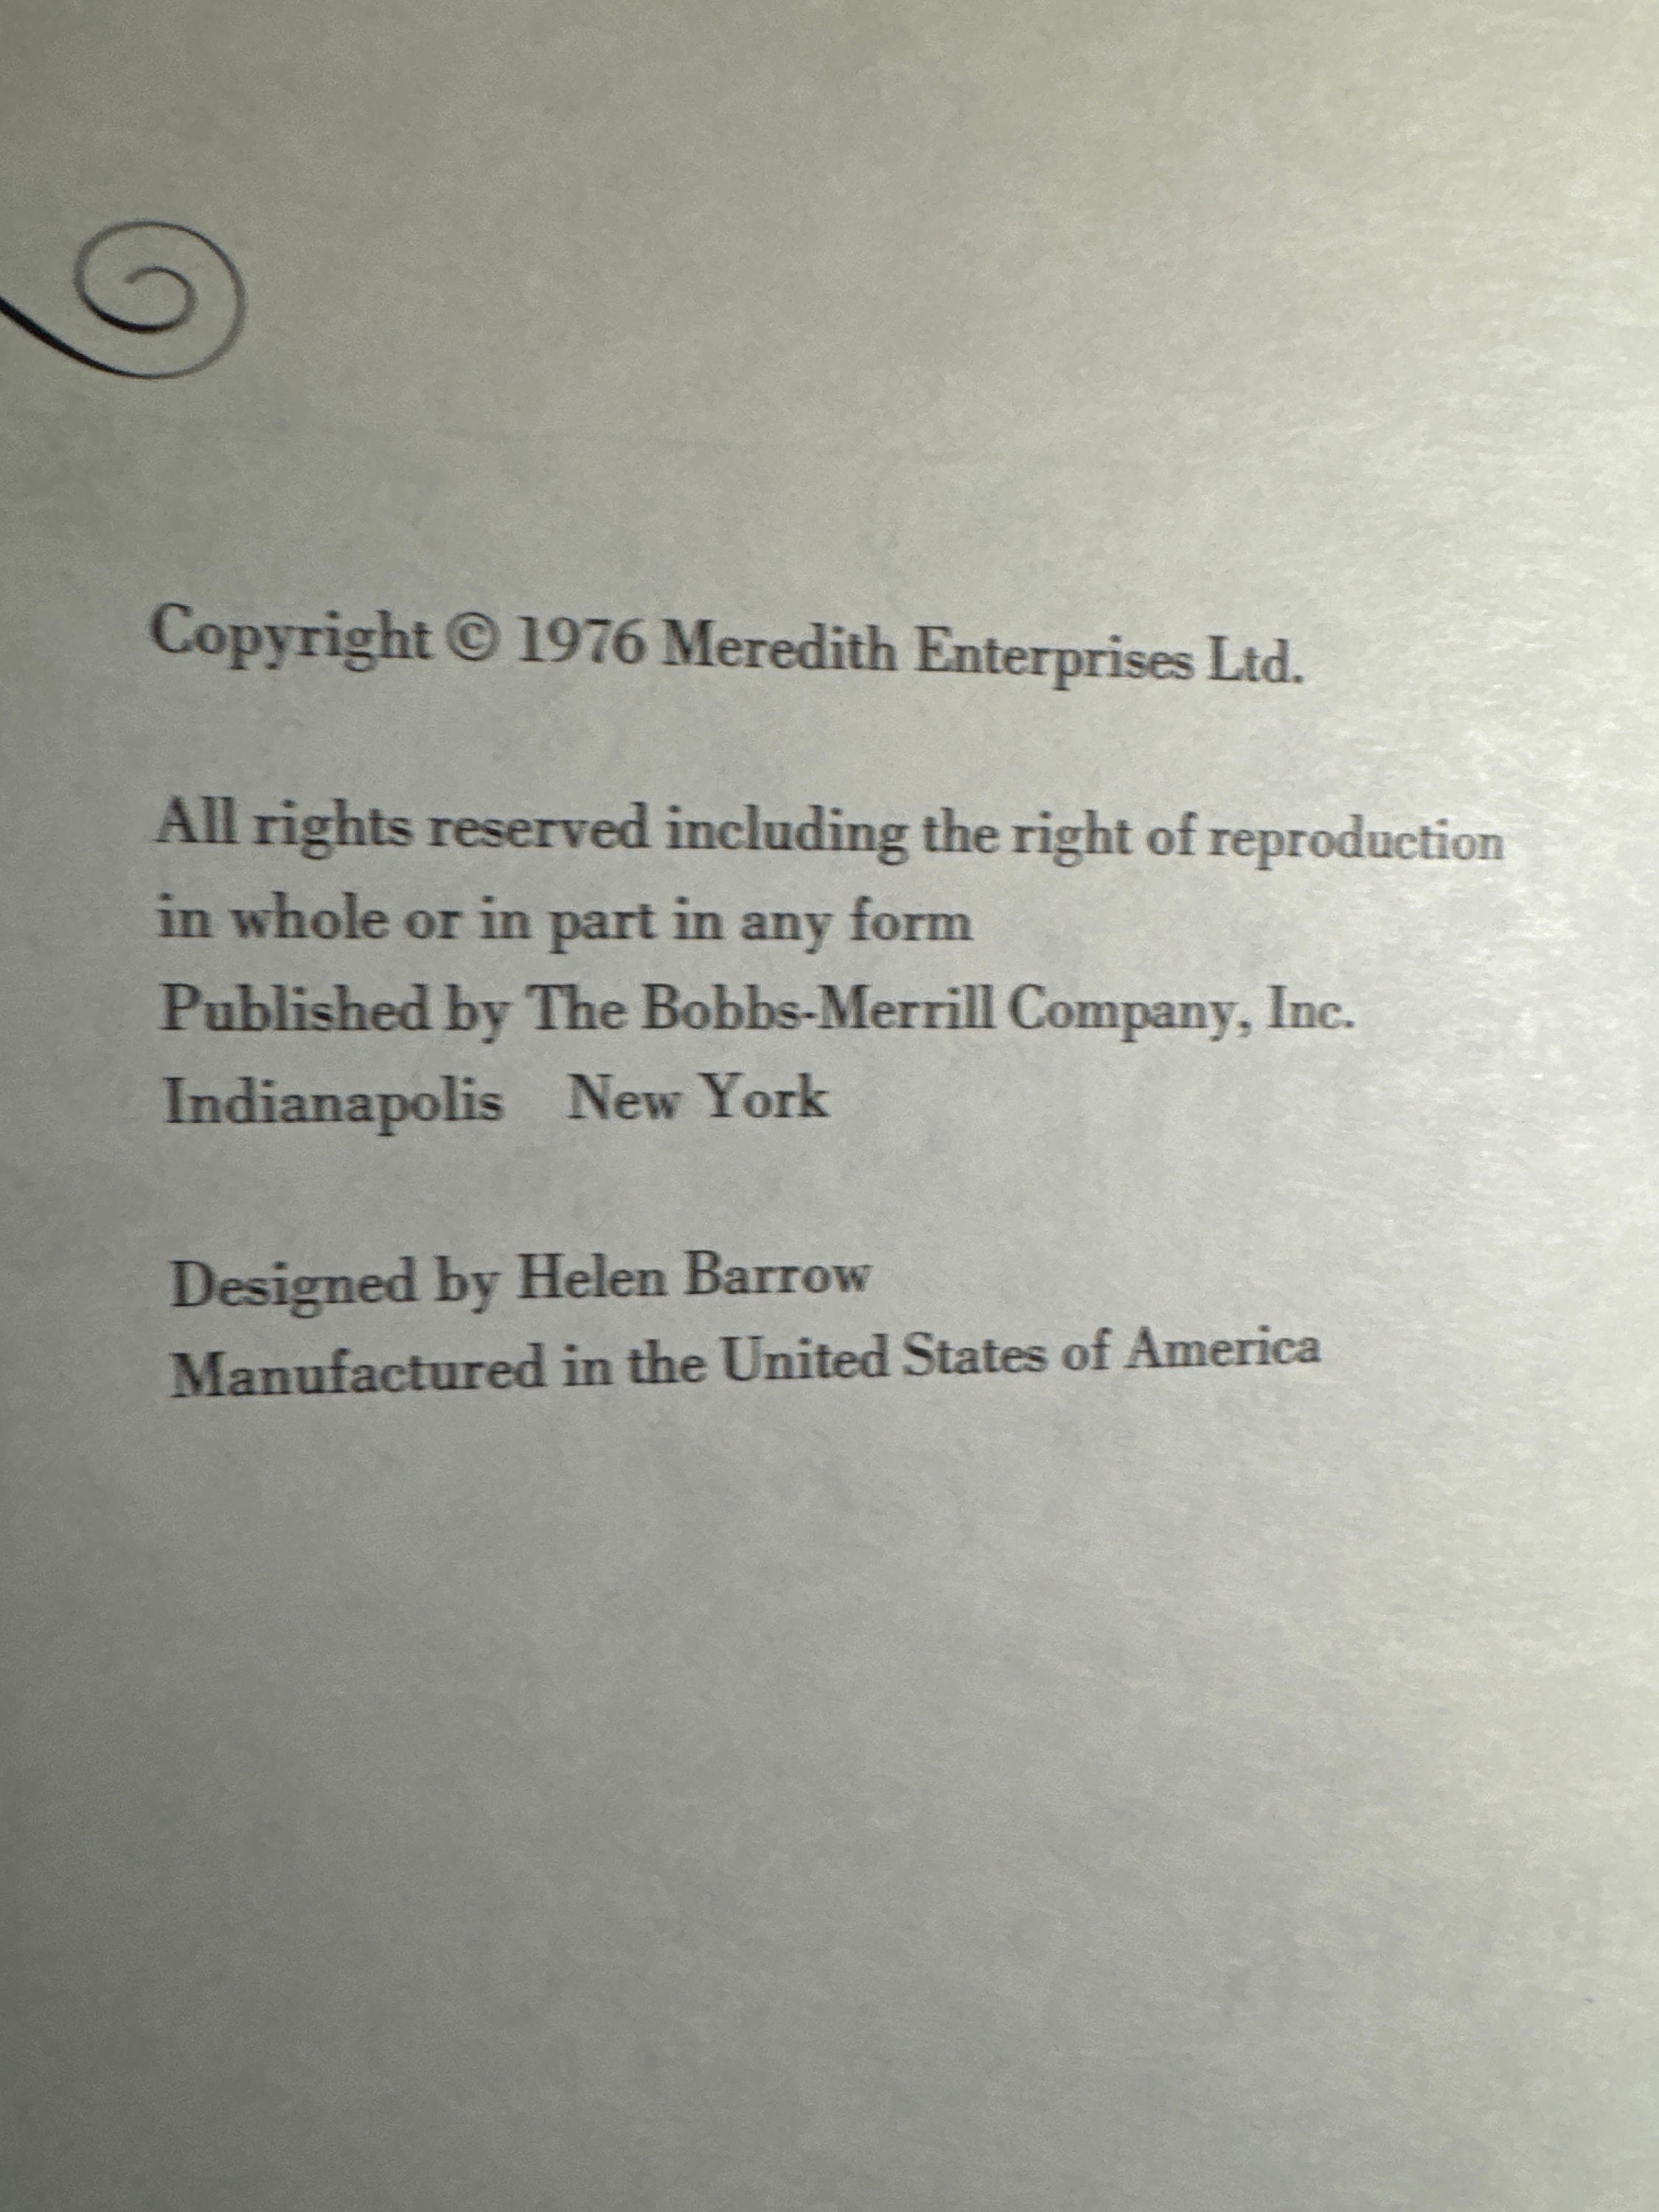 Copyright © 1976 Meredith Enterprises Ltd.
All rights reserved including the right of reproduction
in whole or in part in any form
Published by The Bobbs-Merrill Company, Inc.
Indianapolis New York
Designed by Helen Barrow
Manufactured in the United States of America